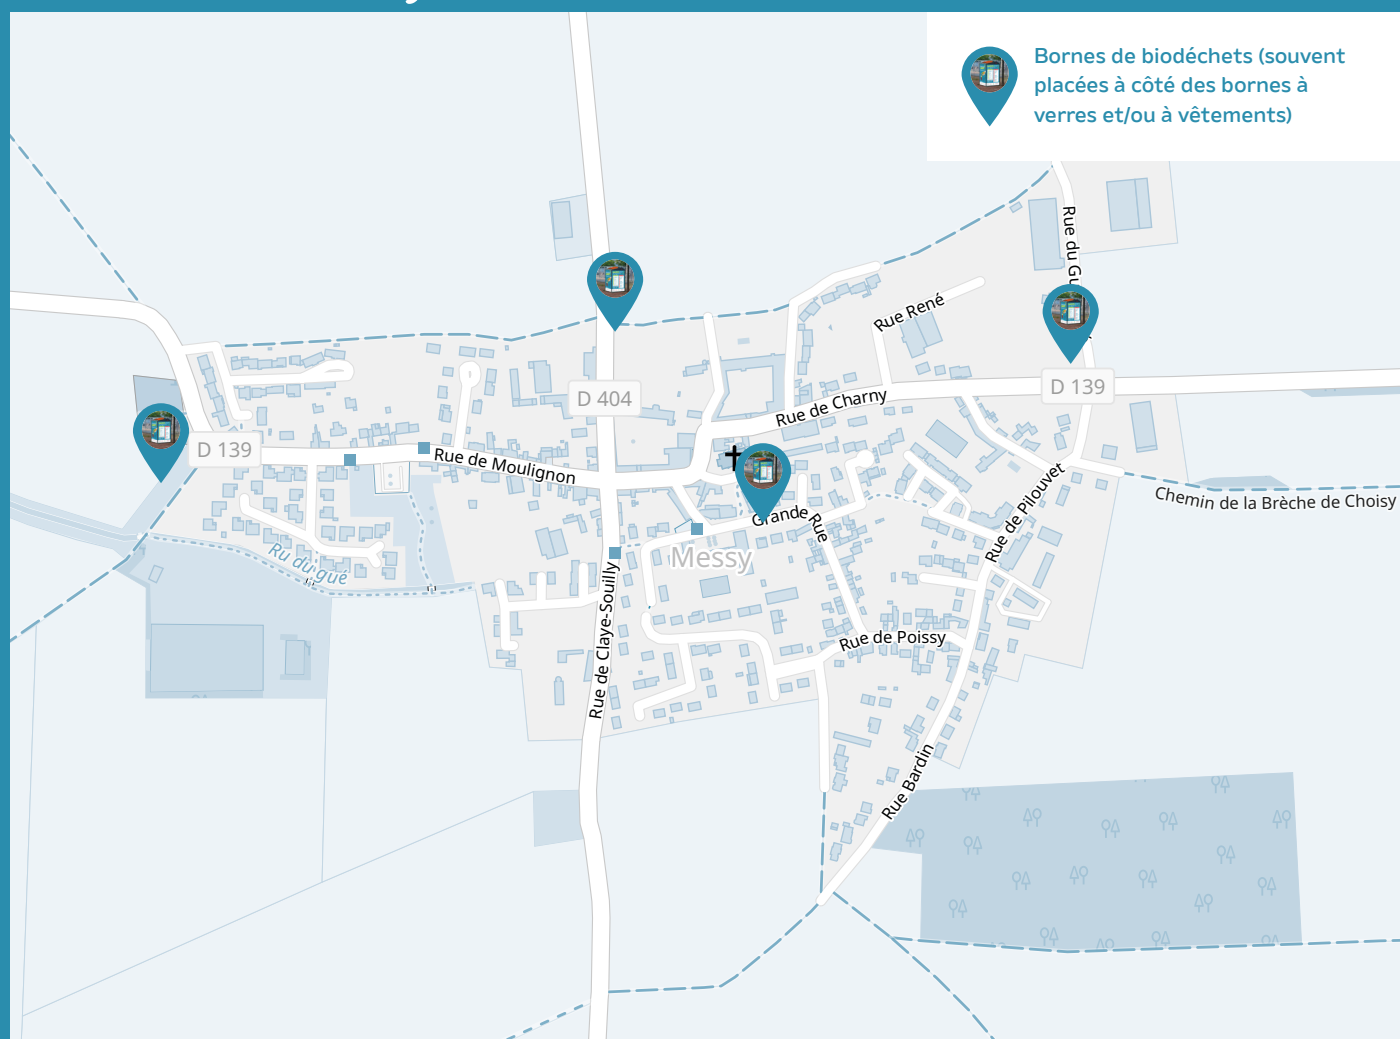 Bornes de biodéchets (souvent
placées à côté des bornes à
verres et/ou à vêtements)
Rue du Gu
Rue René
D 139
D 404
Rue de Charny
D 139
Rue de Moulignon
Rue de Pilouvet
Chemin de la Brèche de Choisy
Grande
Rue
Messy
Ru du gué
Rue de Claye-Souilly
Rue de Poissy
Rue Bardin